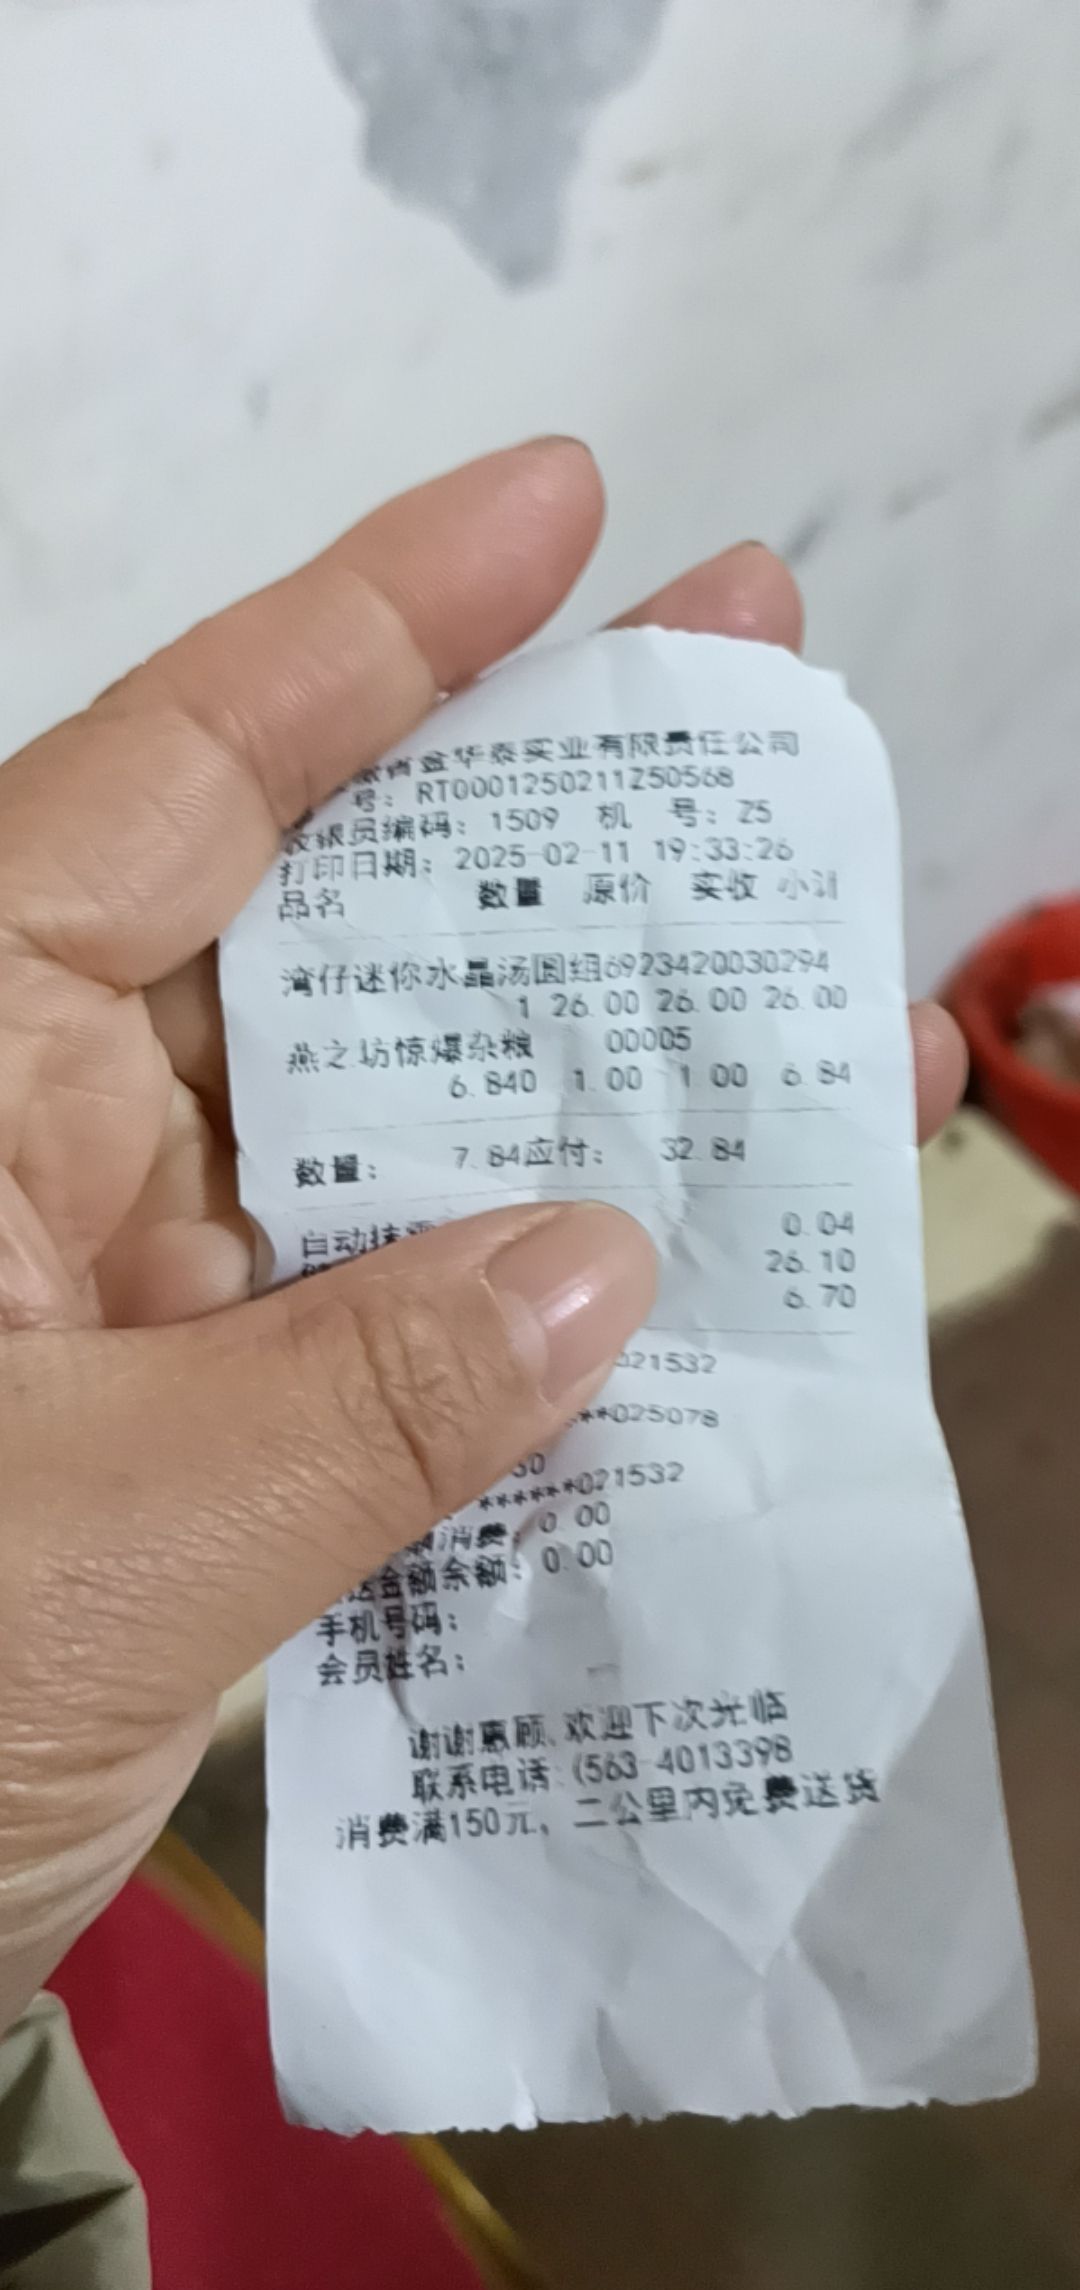 省金华泰实业有限责任公司
号: RT0001250211Z50568
收银员编码: 1509 机 号: Z5
打印日期: 2025-02-11 19:33:26
品名 数量 原价 实收 小计
湾仔迷你水晶汤圆组6923420030294
1 26.00 26.00 26.00
燕之坊惊爆杂粮 00005
6.840 1.00 1.00 6.84
数量: 7.84应付: 32.84
自动抹 0.04
26.10
6.70
021532
**025078
30
******021532
消费: 0.00
送金额余额: 0.00
手机号码:
会员姓名:
谢谢惠顾、欢迎下次光临
联系电话: (563-4013398
消费满150元, 二公里内免费送货